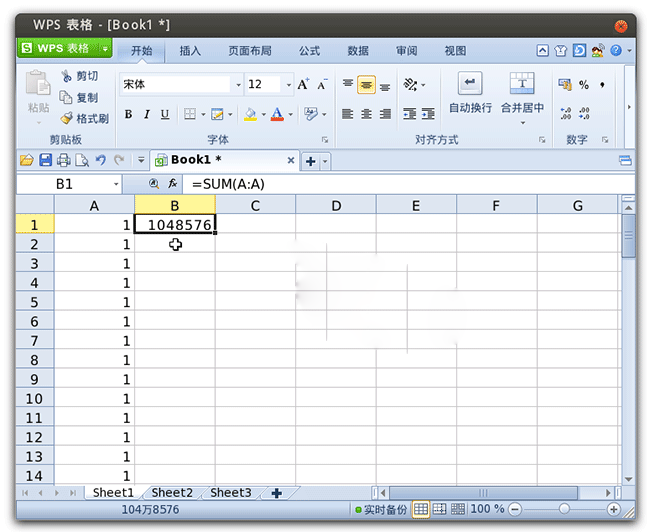 WPS 表格 - [Book1 *]
S WPS 表格 开始 插入 页面布局 公式 数据 审阅 视图
粘贴 剪切 复制 格式刷 宋体 12 A+ A- 自动换行 合并居中 % ,
B I U A T
剪贴板 字体 对齐方式 数字
Book1 *
B1 fx =SUM(A:A)
A B C D E F G
1 1 1048576
2 1
3 1
4 1
5 1
6 1
7 1
8 1
9 1
10 1
11 1
12 1
13 1
14 1
Sheet1 Sheet2 Sheet3
104万8576 实时备份 100 %